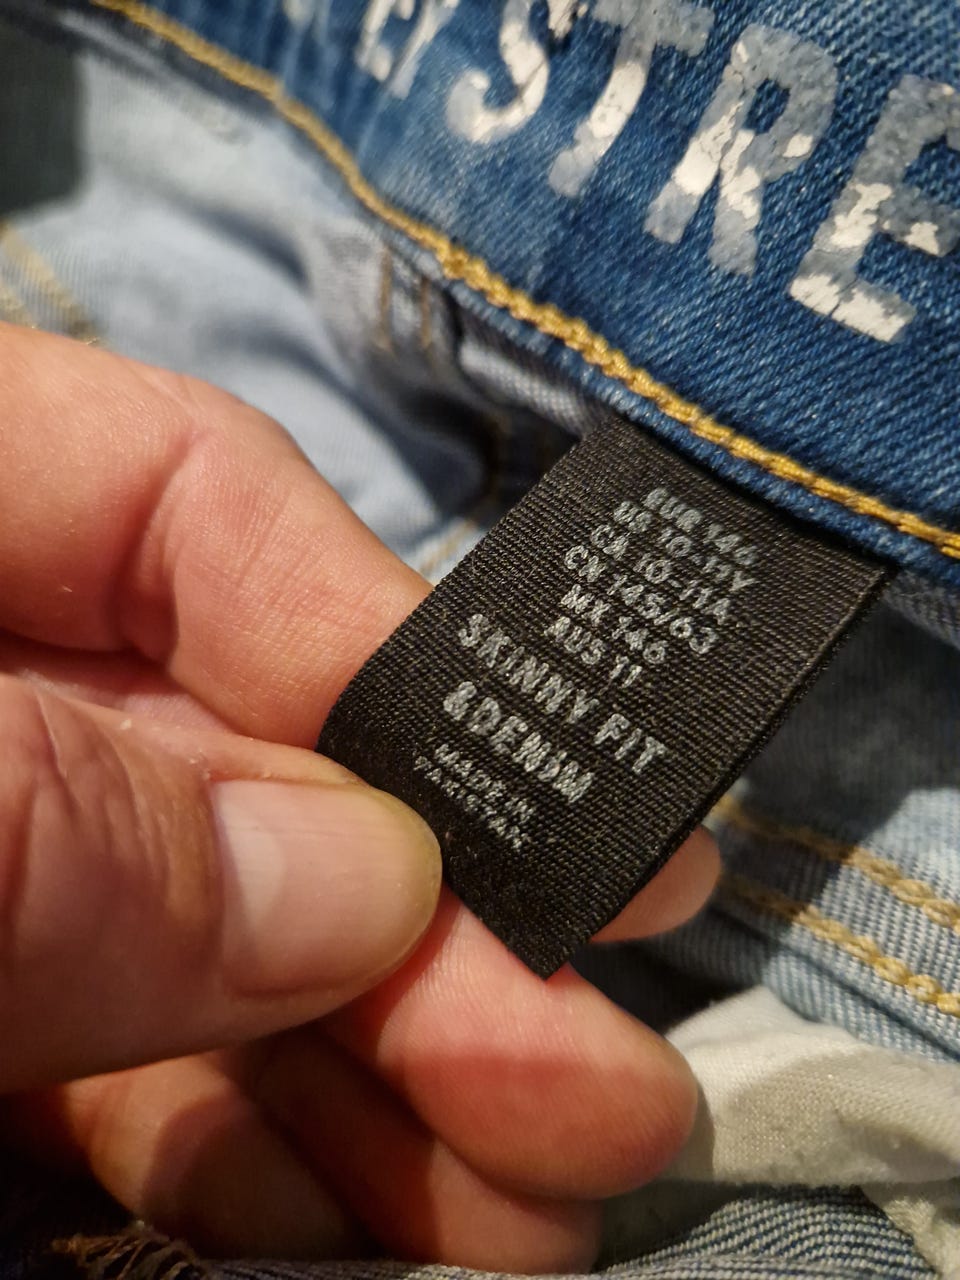 STRE
EUR 146
US 10-11Y
CA 10-11A
CN 145/63
MX 146
AUS 11
SKINNY FIT
&DENIM
MADE IN
PAKISTAN